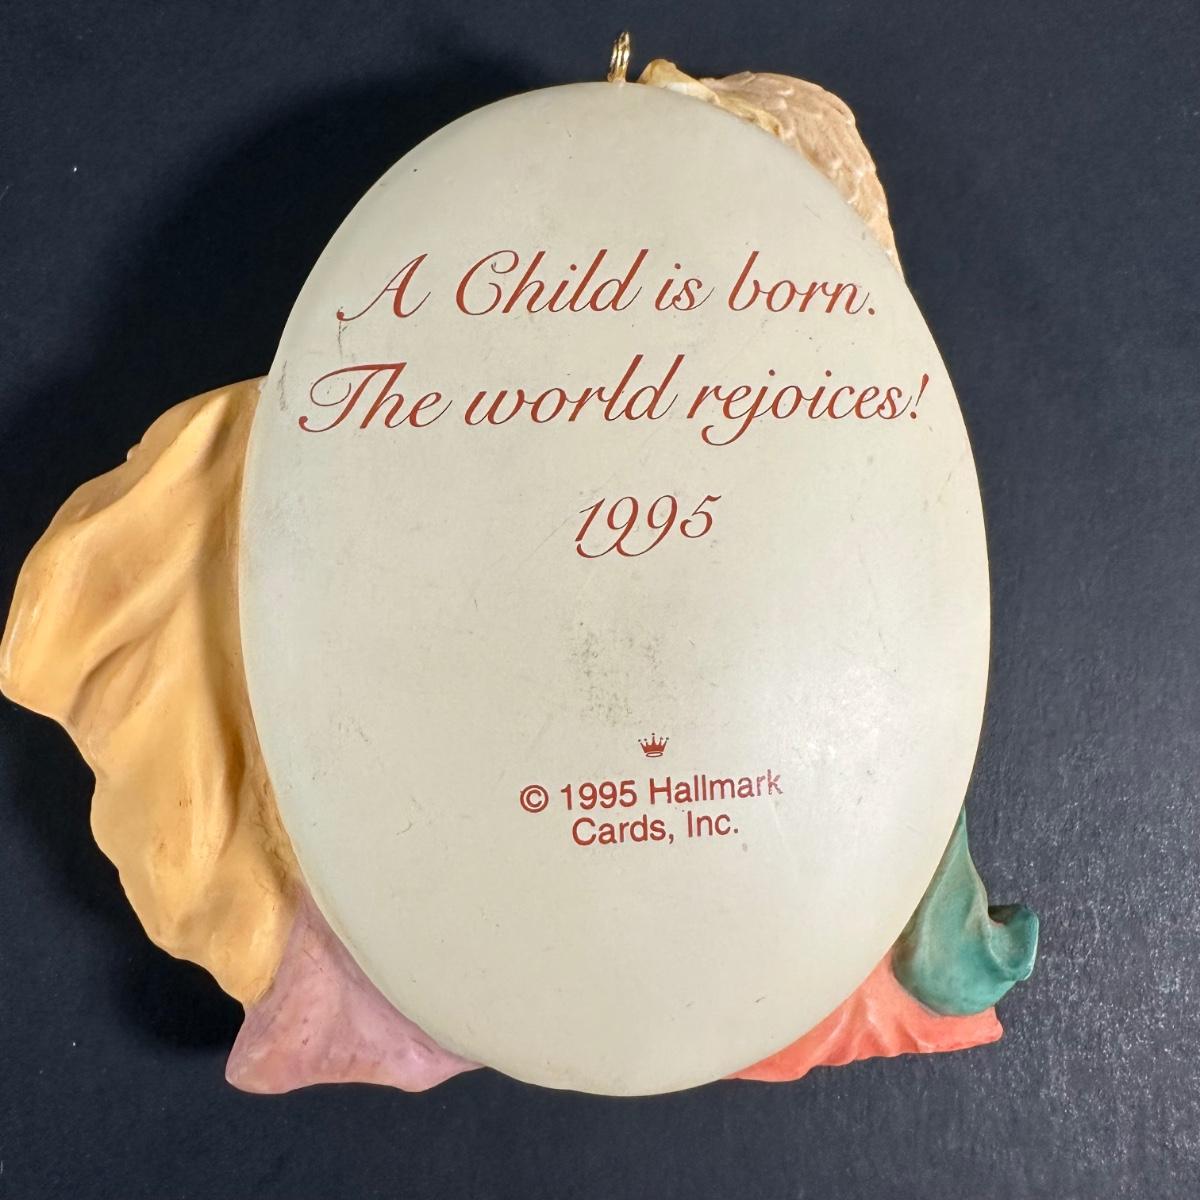 A Child is born.
The world rejoices!
1995
© 1995 Hallmark
Cards, Inc.